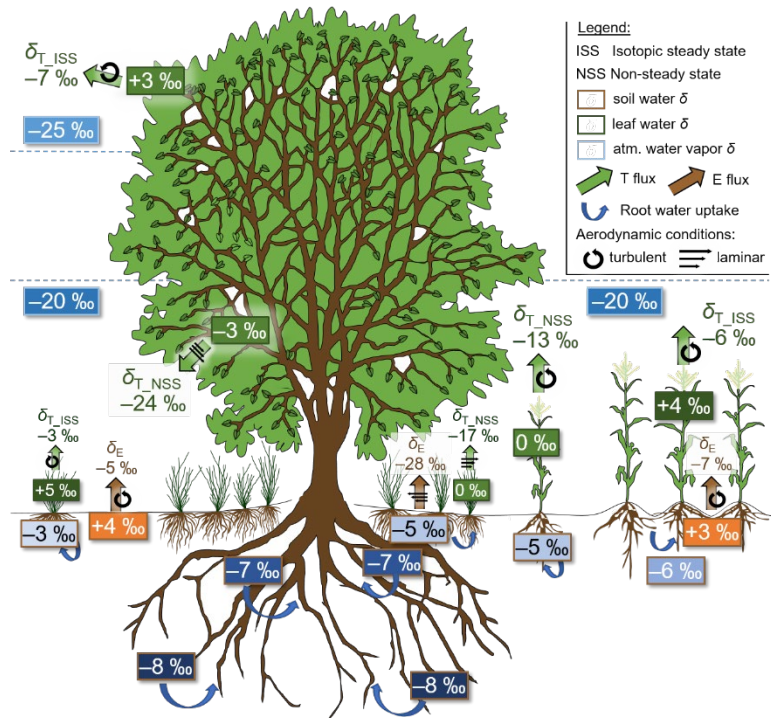 Legend:
ISS Isotopic steady state
NSS Non-steady state
soil water δ
leaf water δ
atm. water vapor δ
T flux
E flux
Root water uptake
Aerodynamic conditions:
turbulent
laminar
δT_ISS
−7 ‰
+3 ‰
−25 ‰
−20 ‰
−20 ‰
−3 ‰
δT_NSS
−24 ‰
δT_NSS
−13 ‰
δT_ISS
−6 ‰
+4 ‰
0 ‰
δT_ISS
−3 ‰
δE
−5 ‰
+5 ‰
−3 ‰
+4 ‰
δE
−28 ‰
δT_NSS
−17 ‰
0 ‰
−5 ‰
−5 ‰
δE
−7 ‰
+3 ‰
−6 ‰
−7 ‰
−7 ‰
−8 ‰
−8 ‰